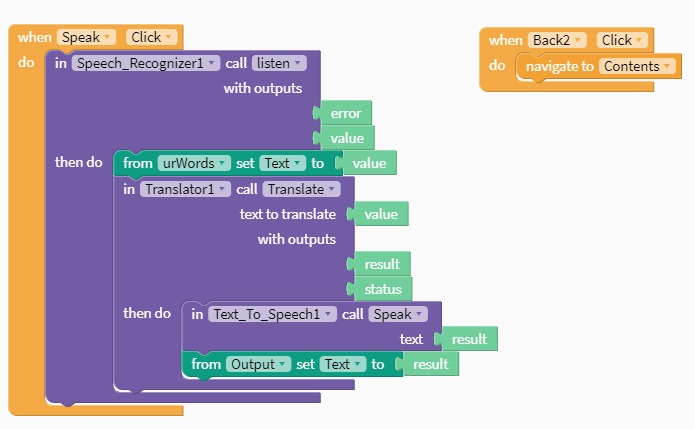 when Speak Click
do in Speech_Recognizer1 call listen
with outputs
error
value
then do from urWords set Text to value
in Translator1 call Translate
text to translate value
with outputs
result
status
then do in Text_To_Speech1 call Speak
text result
from Output set Text to result
when Back2 Click
do navigate to Contents